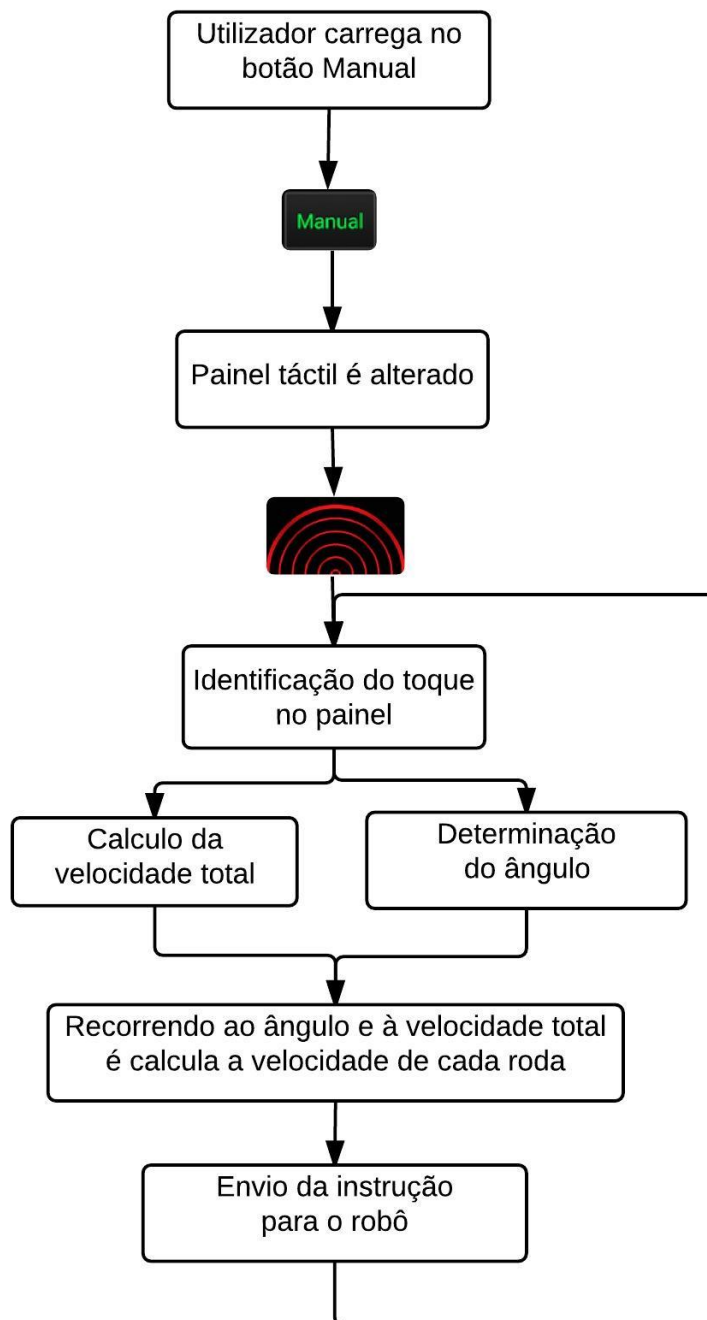 Utilizador carrega no
botão Manual
Manual
Painel táctil é alterado
Identificação do toque
no painel
Calculo da
velocidade total
Determinação
do ângulo
Recorrendo ao ângulo e à velocidade total
é calcula a velocidade de cada roda
Envio da instrução
para o robô